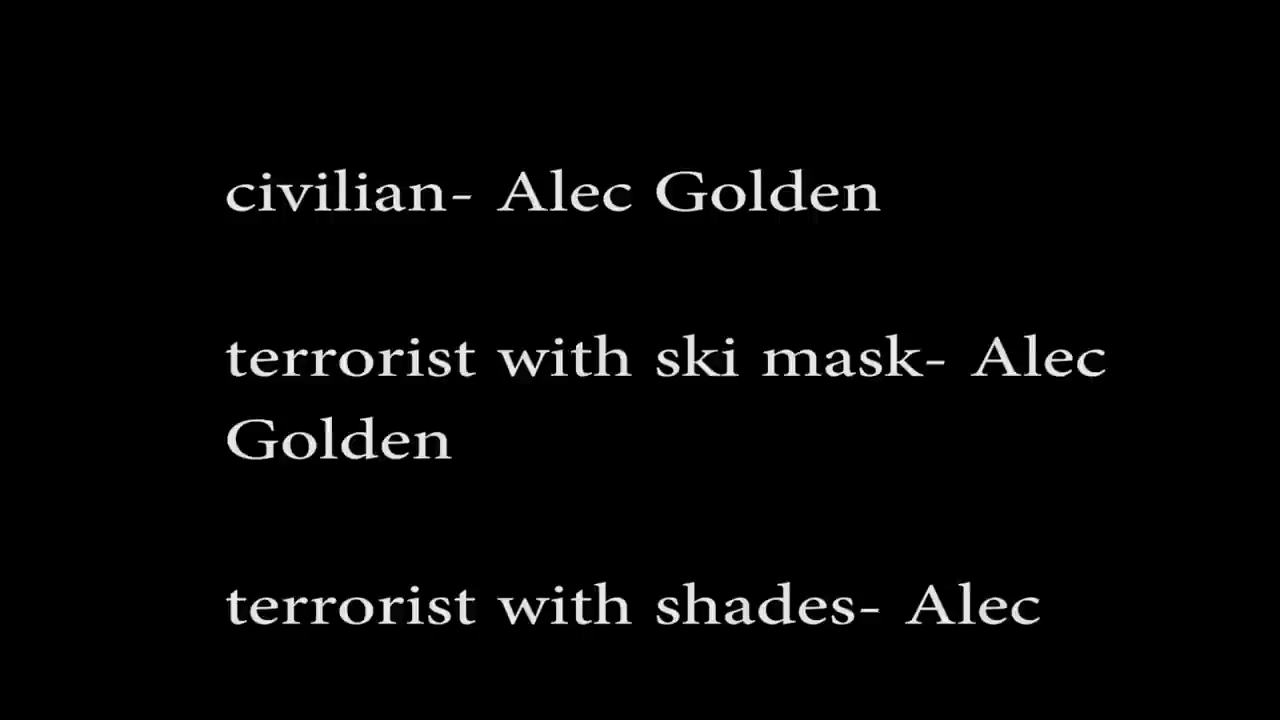 civilian- Alec Golden
terrorist with ski mask- Alec
Golden
terrorist with shades- Alec